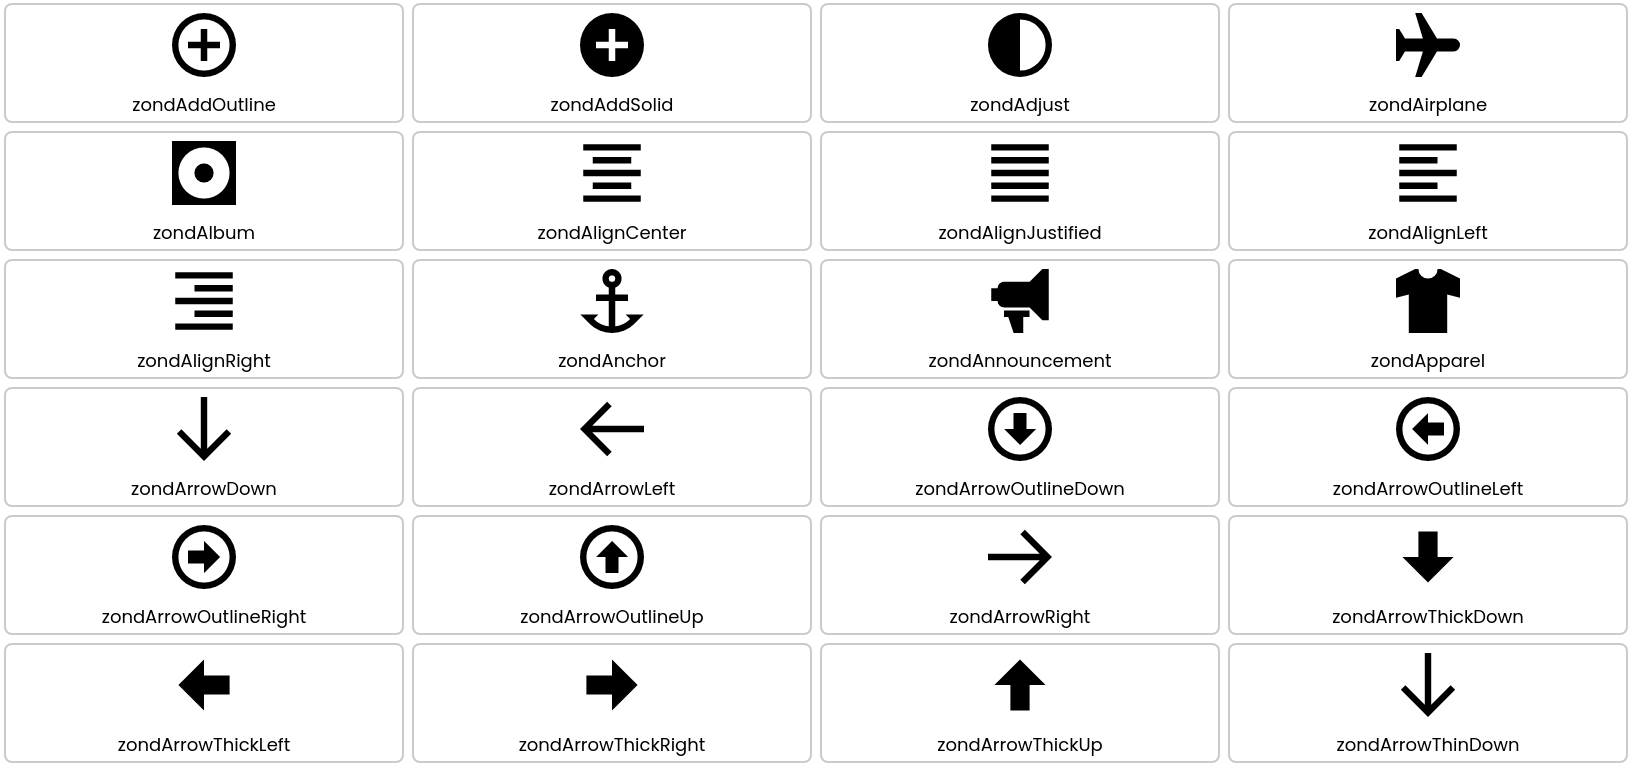 zondAddOutline
zondAddSolid
zondAdjust
zondAirplane
zondAlbum
zondAlignCenter
zondAlignJustified
zondAlignLeft
zondAlignRight
zondAnchor
zondAnnouncement
zondApparel
zondArrowDown
zondArrowLeft
zondArrowOutlineDown
zondArrowOutlineLeft
zondArrowOutlineRight
zondArrowOutlineUp
zondArrowRight
zondArrowThickDown
zondArrowThickLeft
zondArrowThickRight
zondArrowThickUp
zondArrowThinDown